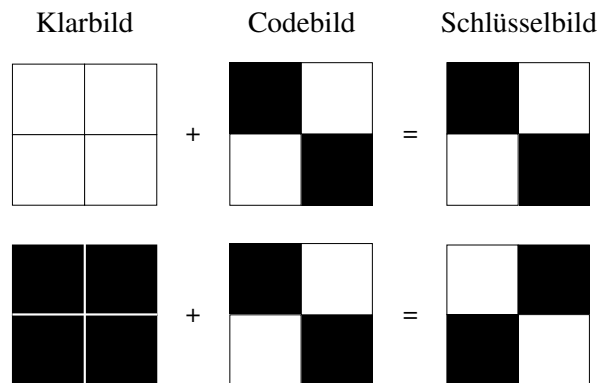 Klarbild Codebild Schlüsselbild
+ =
+ =